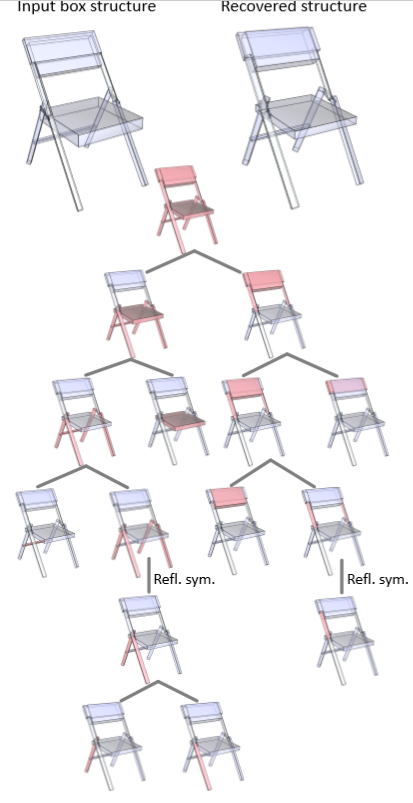 Input box structure
Recovered structure
Refl. sym.
Refl. sym.